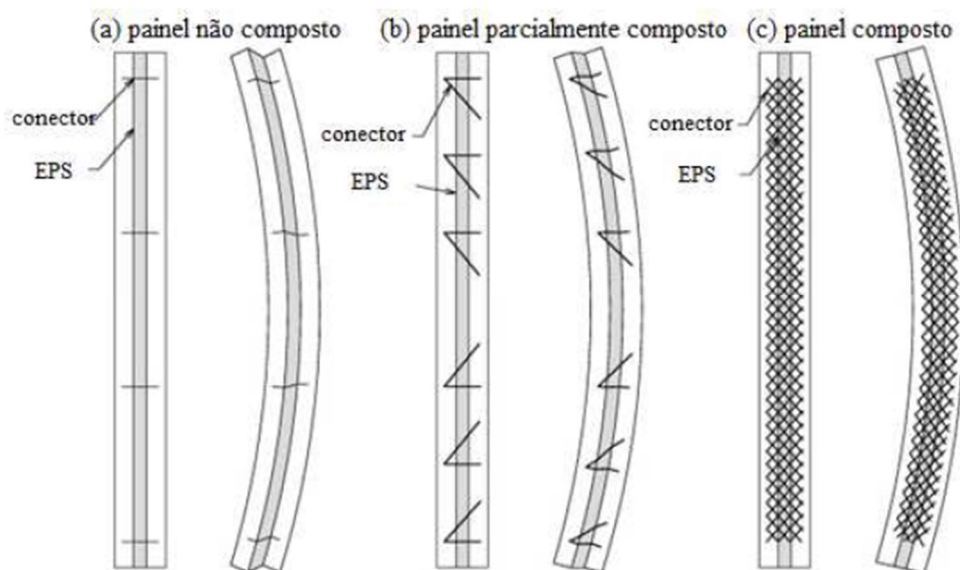 (a) painel não composto
(b) painel parcialmente composto
(c) painel composto
conector
EPS
conector
EPS
conector
EPS